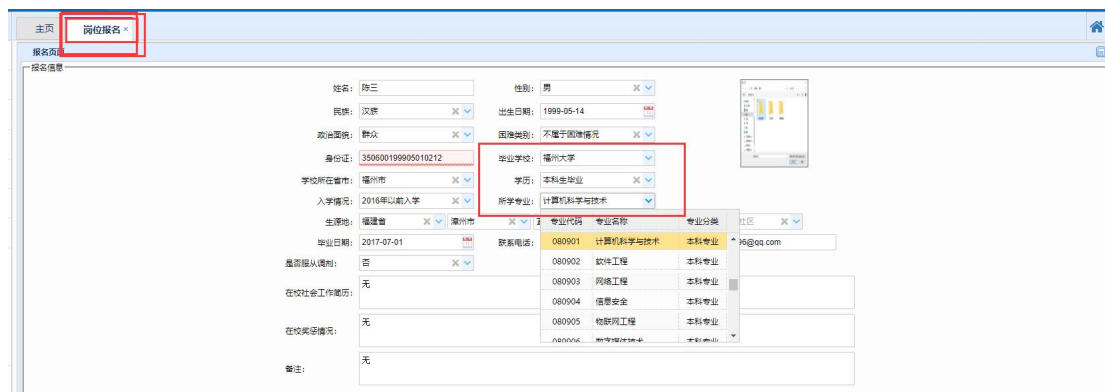 主页 岗位报名 ×
报名页面
报名信息
姓名: 陈三 性别: 男
民族: 汉族 出生日期: 1999-05-14
政治面貌: 群众 困难类别: 不属于困难情况
身份证: 350600199905010212 毕业学校: 福州大学
学校所在省市: 福州市 学历: 本科生毕业
入学情况: 2016年以前入学 所学专业: 计算机科学与技术
生源地: 福建省 漳州市 社区
专业代码 专业名称 专业分类
毕业日期: 2017-07-01 联系电话: 96@qq.com
080901 计算机科学与技术 本科专业
是否服从调剂: 否
080902 软件工程 本科专业
080903 网络工程 本科专业
在校社会工作简历: 无
080904 信息安全 本科专业
080905 物联网工程 本科专业
在校奖惩情况: 无
080906 数字媒体技术 本科专业
备注: 无